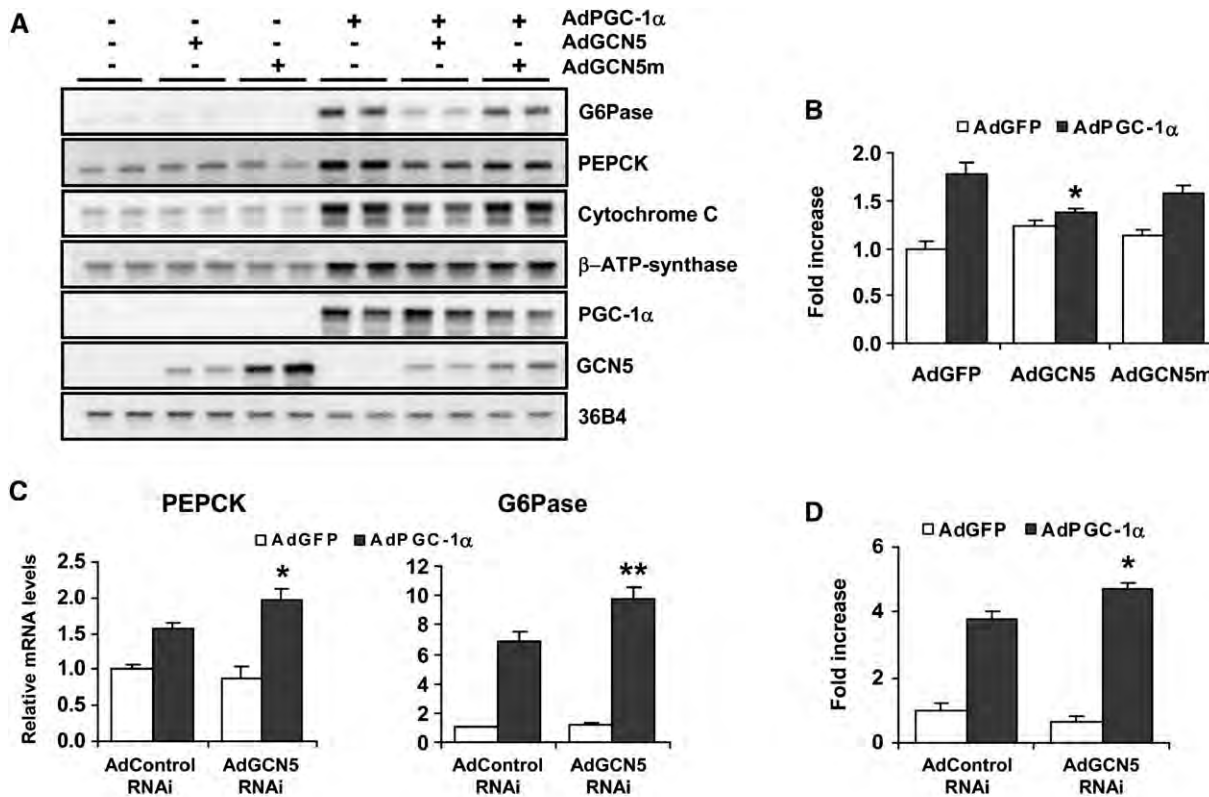 A
- - - + + + AdPGC-1α
- + - - + - AdGCN5
- - + - - + AdGCN5m
G6Pase
PEPCK
Cytochrome C
β–ATP-synthase
PGC-1α
GCN5
36B4
B
AdGFP AdPGC-1α
Fold increase
2.0
1.5
1.0
0.5
0.0
*
AdGFP AdGCN5 AdGCN5m
C
PEPCK G6Pase
AdGFP AdPGC-1α
Relative mRNA levels
2.5
2.0
1.5
1.0
0.5
0.0
*
AdControl AdGCN5
RNAi RNAi
12
10
8
6
4
2
0
**
AdControl AdGCN5
RNAi RNAi
D
AdGFP AdPGC-1α
Fold increase
6
4
2
0
*
AdControl AdGCN5
RNAi RNAi